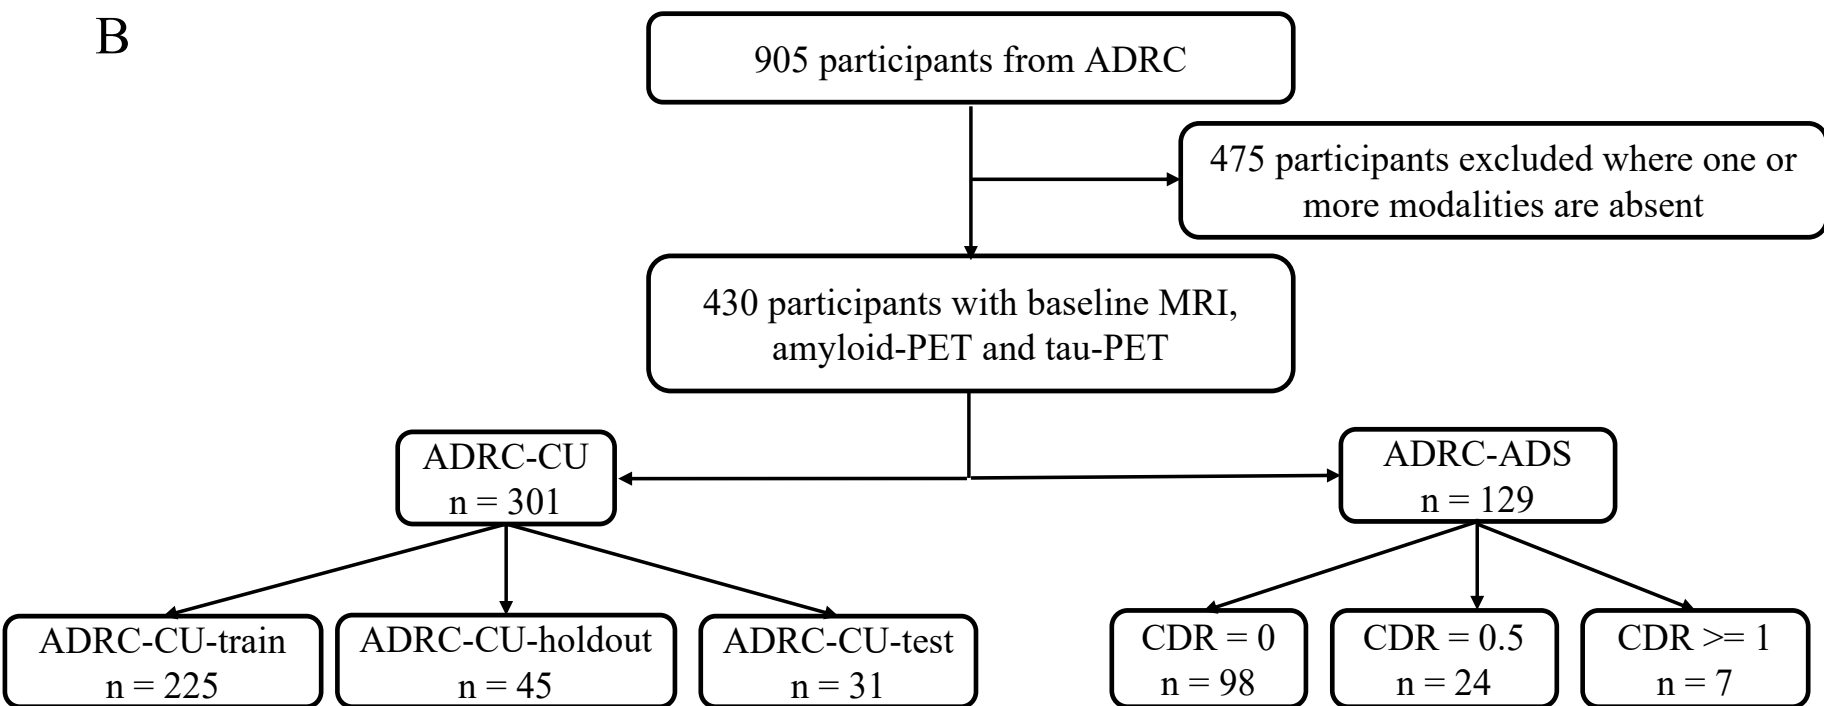 B
905 participants from ADRC
475 participants excluded where one or
more modalities are absent
430 participants with baseline MRI,
amyloid-PET and tau-PET
ADRC-CU
n = 301
ADRC-ADS
n = 129
ADRC-CU-train
n = 225
ADRC-CU-holdout
n = 45
ADRC-CU-test
n = 31
CDR = 0
n = 98
CDR = 0.5
n = 24
CDR >= 1
n = 7